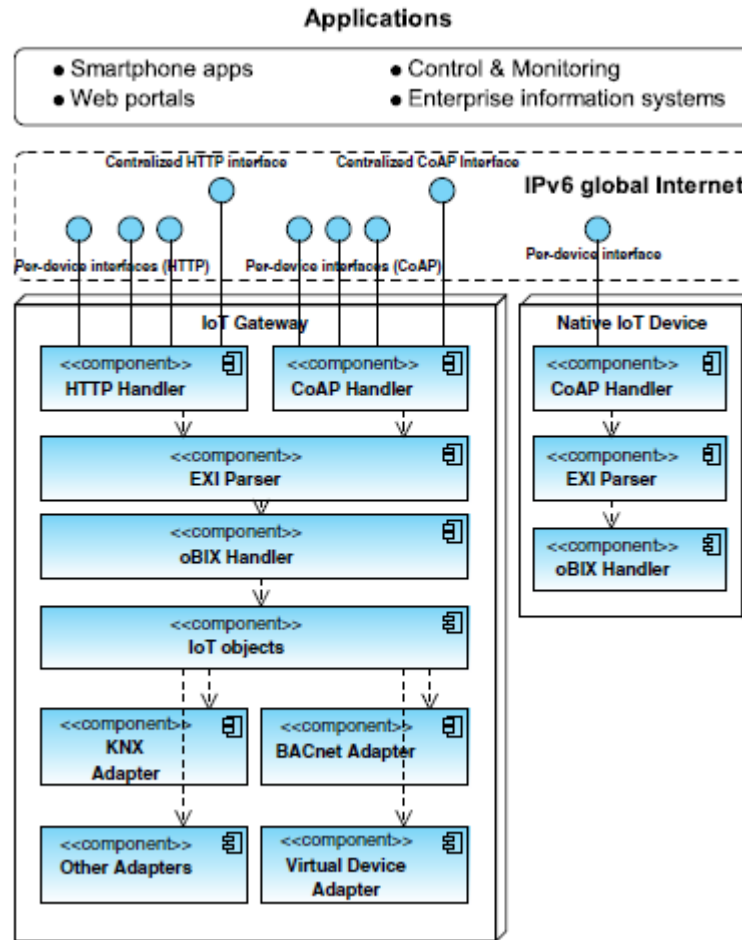 Applications
● Smartphone apps
● Web portals
● Control & Monitoring
● Enterprise information systems
Centralized HTTP interface
Centralized CoAP Interface
IPv6 global Internet
Per-device interfaces (HTTP)
Per-device interfaces (CoAP)
Per-device interface
IoT Gateway
<<component>>
HTTP Handler
<<component>>
CoAP Handler
<<component>>
EXI Parser
<<component>>
oBIX Handler
<<component>>
IoT objects
<<component>>
KNX
Adapter
<<component>>
BACnet Adapter
<<component>>
Other Adapters
<<component>>
Virtual Device
Adapter
Native IoT Device
<<component>>
CoAP Handler
<<component>>
EXI Parser
<<component>>
oBIX Handler